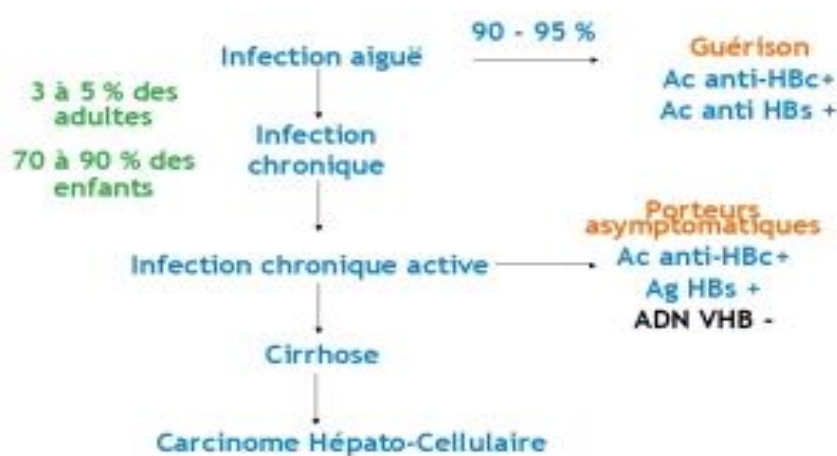 90 - 95 %
Infection aiguë
Guérison
Ac anti-HBc+
Ac anti HBs +
3 à 5 % des
adultes
70 à 90 % des
enfants
Infection
chronique
Porteurs
asymptomatiques
Ac anti-HBc+
Ag HBs +
ADN VHB -
Infection chronique active
Cirrhose
Carcinome Hépato-Cellulaire